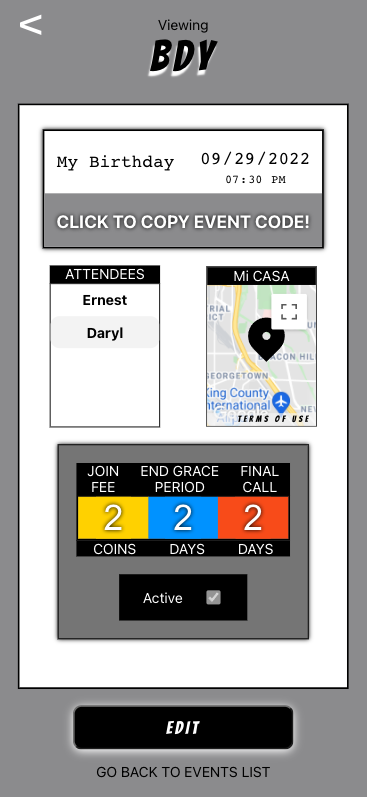 <
Viewing
BDY
My Birthday
09/29/2022
07:30 PM
CLICK TO COPY EVENT CODE!
ATTENDEES
Ernest
Daryl
Mi CASA
RIAL
ICT
BEACON HIL
GEORGETOWN
King County
International
NEV
TERMS OF USE
JOIN FEE
END GRACE PERIOD
FINAL CALL
2
2
2
COINS
DAYS
DAYS
Active
EDIT
GO BACK TO EVENTS LIST